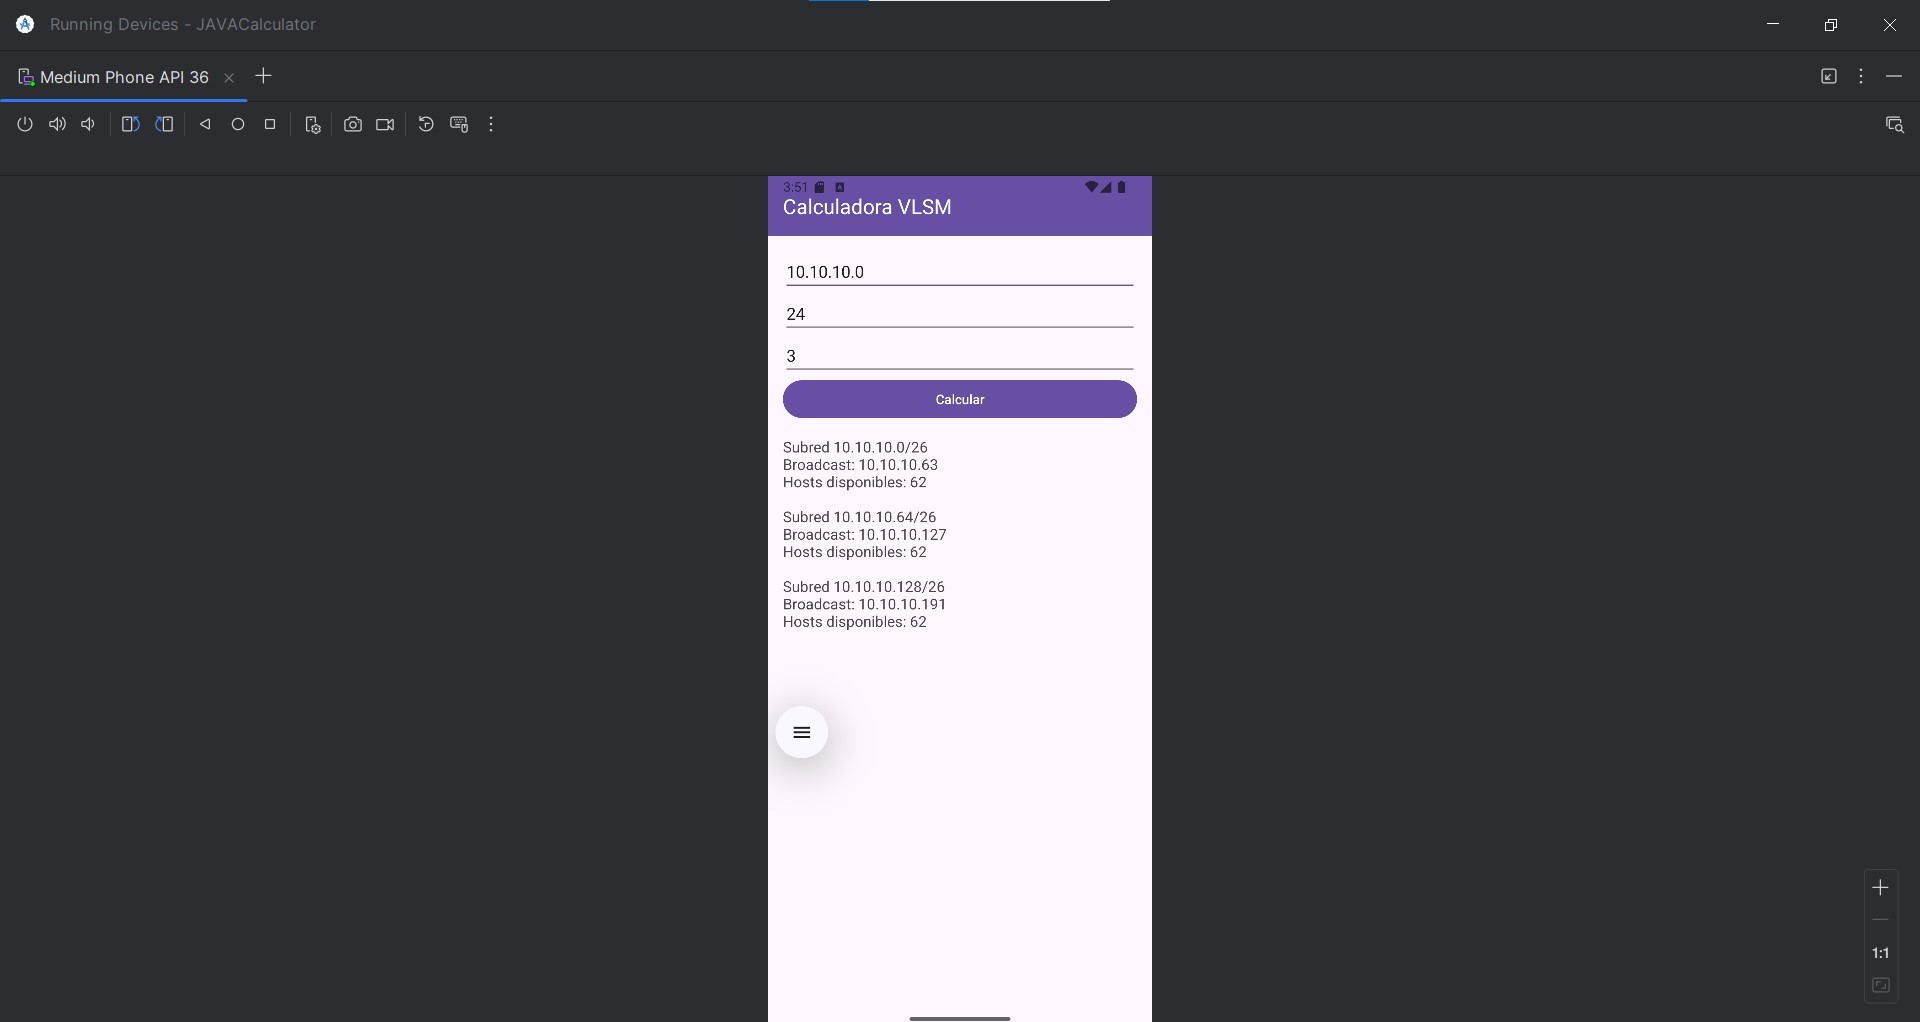 Running Devices - JAVACalculator
Medium Phone API 36
3:51
Calculadora VLSM
10.10.10.0
24
3
Calcular
Subred 10.10.10.0/26
Broadcast: 10.10.10.63
Hosts disponibles: 62
Subred 10.10.10.64/26
Broadcast: 10.10.10.127
Hosts disponibles: 62
Subred 10.10.10.128/26
Broadcast: 10.10.10.191
Hosts disponibles: 62
1:1